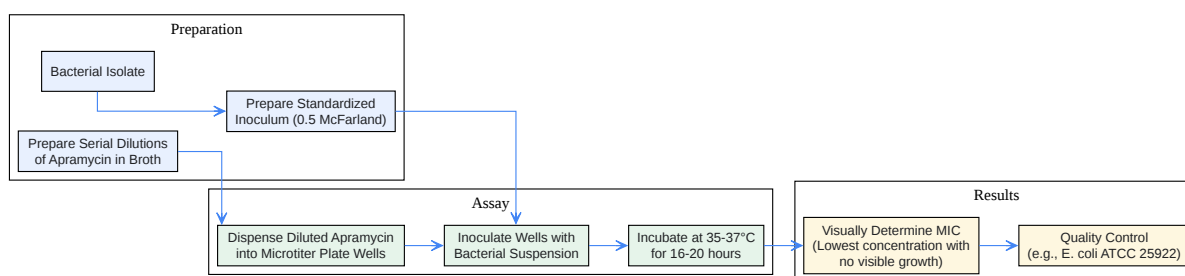 Preparation
Bacterial Isolate
Prepare Standardized
Inoculum (0.5 McFarland)
Prepare Serial Dilutions
of Apramycin in Broth
Assay
Dispense Diluted Apramycin
into Microtiter Plate Wells
Inoculate Wells with
Bacterial Suspension
Incubate at 35-37°C
for 16-20 hours
Results
Visually Determine MIC
(Lowest concentration with
no visible growth)
Quality Control
(e.g., E. coli ATCC 25922)